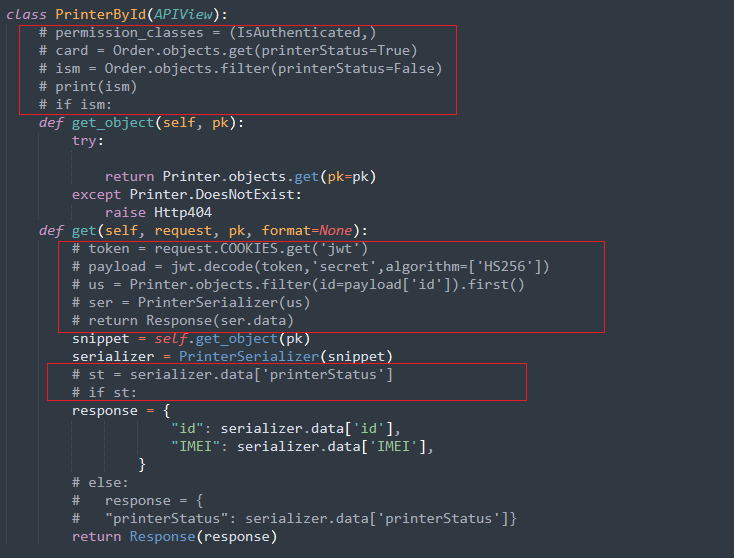 class PrinterById(APIView):
    # permission_classes = (IsAuthenticated,)
    # card = Order.objects.get(printerStatus=True)
    # ism = Order.objects.filter(printerStatus=False)
    # print(ism)
    # if ism:
    def get_object(self, pk):
        try:

            return Printer.objects.get(pk=pk)
        except Printer.DoesNotExist:
            raise Http404
    def get(self, request, pk, format=None):
        # token = request.COOKIES.get('jwt')
        # payload = jwt.decode(token,'secret',algorithm=['HS256'])
        # us = Printer.objects.filter(id=payload['id']).first()
        # ser = PrinterSerializer(us)
        # return Response(ser.data)
        snippet = self.get_object(pk)
        serializer = PrinterSerializer(snippet)
        # st = serializer.data['printerStatus']
        # if st:
        response = {
                    "id": serializer.data['id'],
                    "IMEI": serializer.data['IMEI'],
                }
        # else:
        #   response = {
        #   "printerStatus": serializer.data['printerStatus']}
        return Response(response)